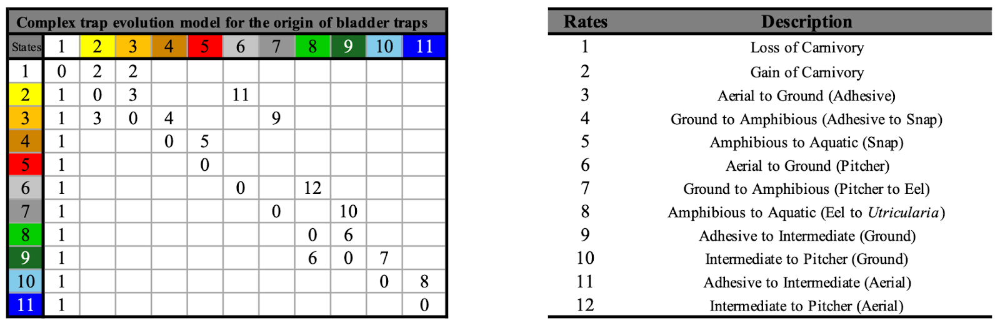 Complex trap evolution model for the origin of bladder traps
States 1 2 3 4 5 6 7 8 9 10 11
1 0 2 2
2 1 0 3 11
3 1 3 0 4 9
4 1 0 5
5 1 0
6 1 0 12
7 1 0 10
8 1 0 6
9 1 6 0 7
10 1 0 8
11 1 0
Rates Description
1 Loss of Carnivory
2 Gain of Carnivory
3 Aerial to Ground (Adhesive)
4 Ground to Amphibious (Adhesive to Snap)
5 Amphibious to Aquatic (Snap)
6 Aerial to Ground (Pitcher)
7 Ground to Amphibious (Pitcher to Eel)
8 Amphibious to Aquatic (Eel to Utricularia)
9 Adhesive to Intermediate (Ground)
10 Intermediate to Pitcher (Ground)
11 Adhesive to Intermediate (Aerial)
12 Intermediate to Pitcher (Aerial)